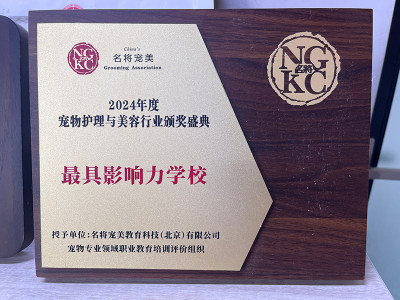 China's
名将宠美
Grooming Association
NG
名将
KC
2024年度
宠物护理与美容行业颁奖盛典
最具影响力学校
授予单位:名将宠美教育科技(北京)有限公司
宠物专业领域职业教育培训评价组织